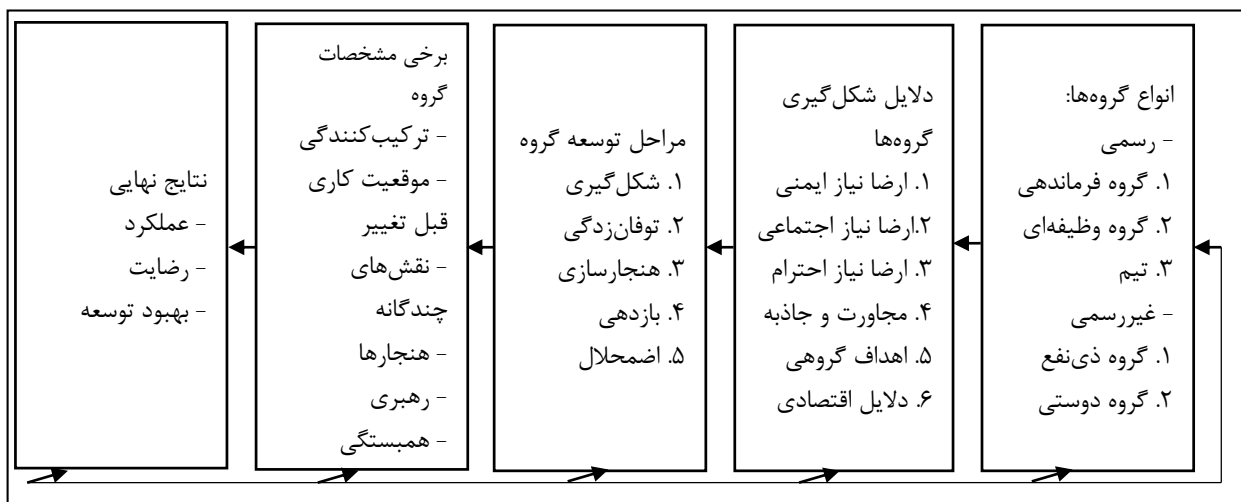 انواع گروه‌ها:
- رسمی
۱. گروه فرماندهی
۲. گروه وظیفه‌ای
۳. تیم
- غیررسمی
۱. گروه ذی‌نفع
۲. گروه دوستی
دلایل شکل‌گیری
گروه‌ها
۱. ارضا نیاز ایمنی
۲.ارضا نیاز اجتماعی
۳. ارضا نیاز احترام
۴. مجاورت و جاذبه
۵. اهداف گروهی
۶. دلایل اقتصادی
مراحل توسعه گروه
۱. شکل‌گیری
۲. توفان‌زدگی
۳. هنجارسازی
۴. بازدهی
۵. اضمحلال
برخی مشخصات
گروه
- ترکیب‌کنندگی
- موقعیت کاری
قبل تغییر
- نقش‌های
چندگانه
- هنجارها
- رهبری
- همبستگی
نتایج نهایی
- عملکرد
- رضایت
- بهبود توسعه